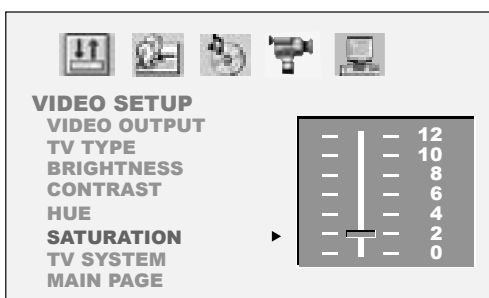 VIDEO SETUP
VIDEO OUTPUT
TV TYPE
BRIGHTNESS
CONTRAST
HUE
SATURATION
TV SYSTEM
MAIN PAGE
12
10
8
6
4
2
0